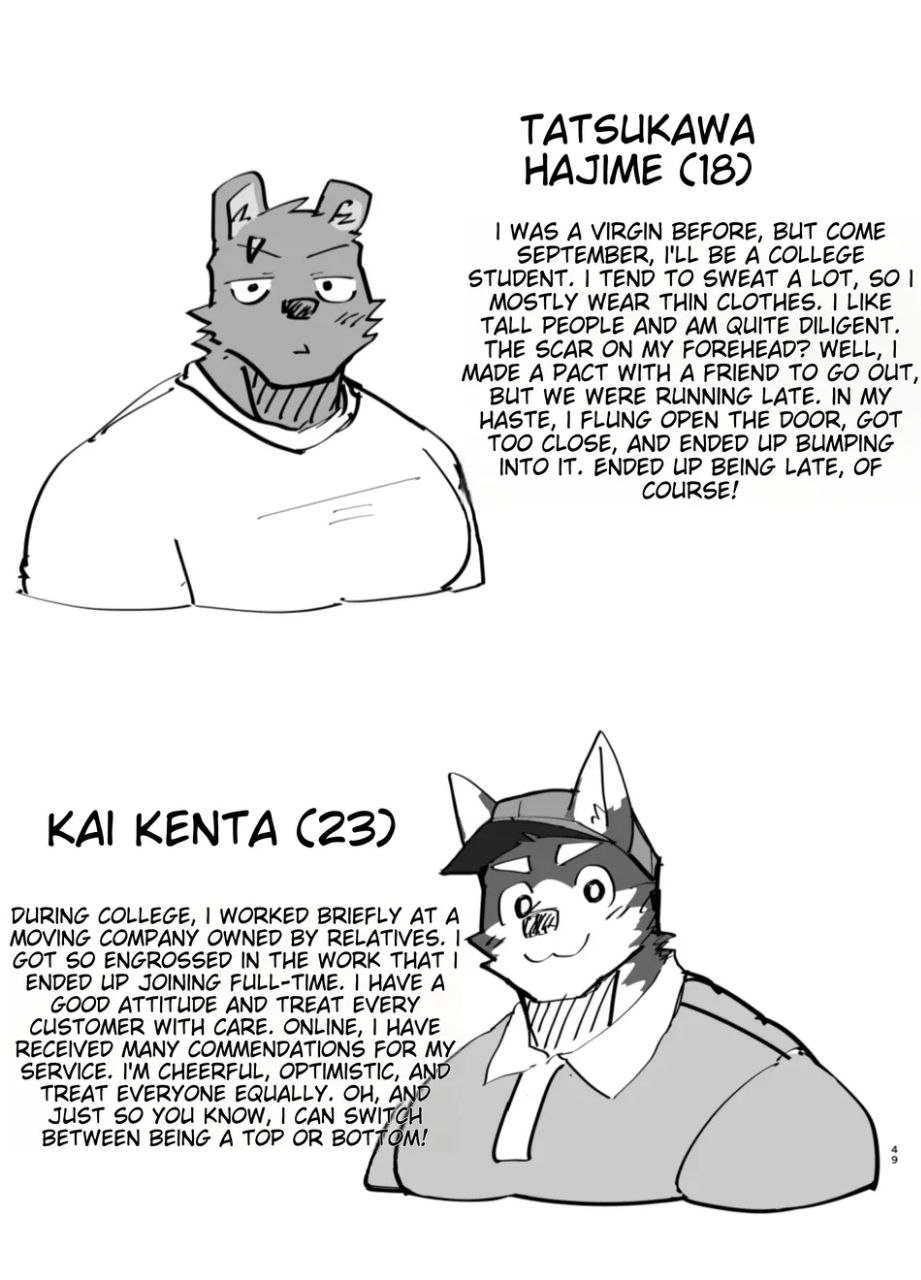 TATSUKAWA
HAJIME (18)
I WAS A VIRGIN BEFORE, BUT COME
SEPTEMBER, I'LL BE A COLLEGE
STUDENT. I TEND TO SWEAT A LOT, SO I
MOSTLY WEAR THIN CLOTHES. I LIKE
TALL PEOPLE AND AM QUITE DILIGENT.
THE SCAR ON MY FOREHEAD? WELL, I
MADE A PACT WITH A FRIEND TO GO OUT,
BUT WE WERE RUNNING LATE. IN MY
HASTE, I FLUNG OPEN THE DOOR, GOT
TOO CLOSE, AND ENDED UP BUMPING
INTO IT. ENDED UP BEING LATE, OF
COURSE!
KAI KENTA (23)
DURING COLLEGE, I WORKED BRIEFLY AT A
MOVING COMPANY OWNED BY RELATIVES. I
GOT SO ENGROSSED IN THE WORK THAT I
ENDED UP JOINING FULL-TIME. I HAVE A
GOOD ATTITUDE AND TREAT EVERY
CUSTOMER WITH CARE. ONLINE, I HAVE
RECEIVED MANY COMMENDATIONS FOR MY
SERVICE. I'M CHEERFUL, OPTIMISTIC, AND
TREAT EVERYONE EQUALLY. OH, AND
JUST SO YOU KNOW, I CAN SWITCH
BETWEEN BEING A TOP OR BOTTOM!
49